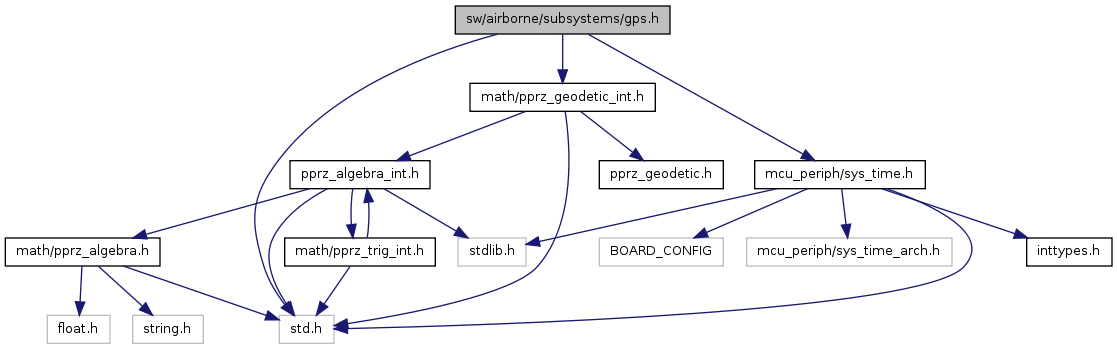 sw/airborne/subsystems/gps.h
math/pprz_geodetic_int.h
pprz_algebra_int.h
pprz_geodetic.h
mcu_periph/sys_time.h
math/pprz_algebra.h
math/pprz_trig_int.h
stdlib.h
BOARD_CONFIG
mcu_periph/sys_time_arch.h
inttypes.h
float.h
string.h
std.h